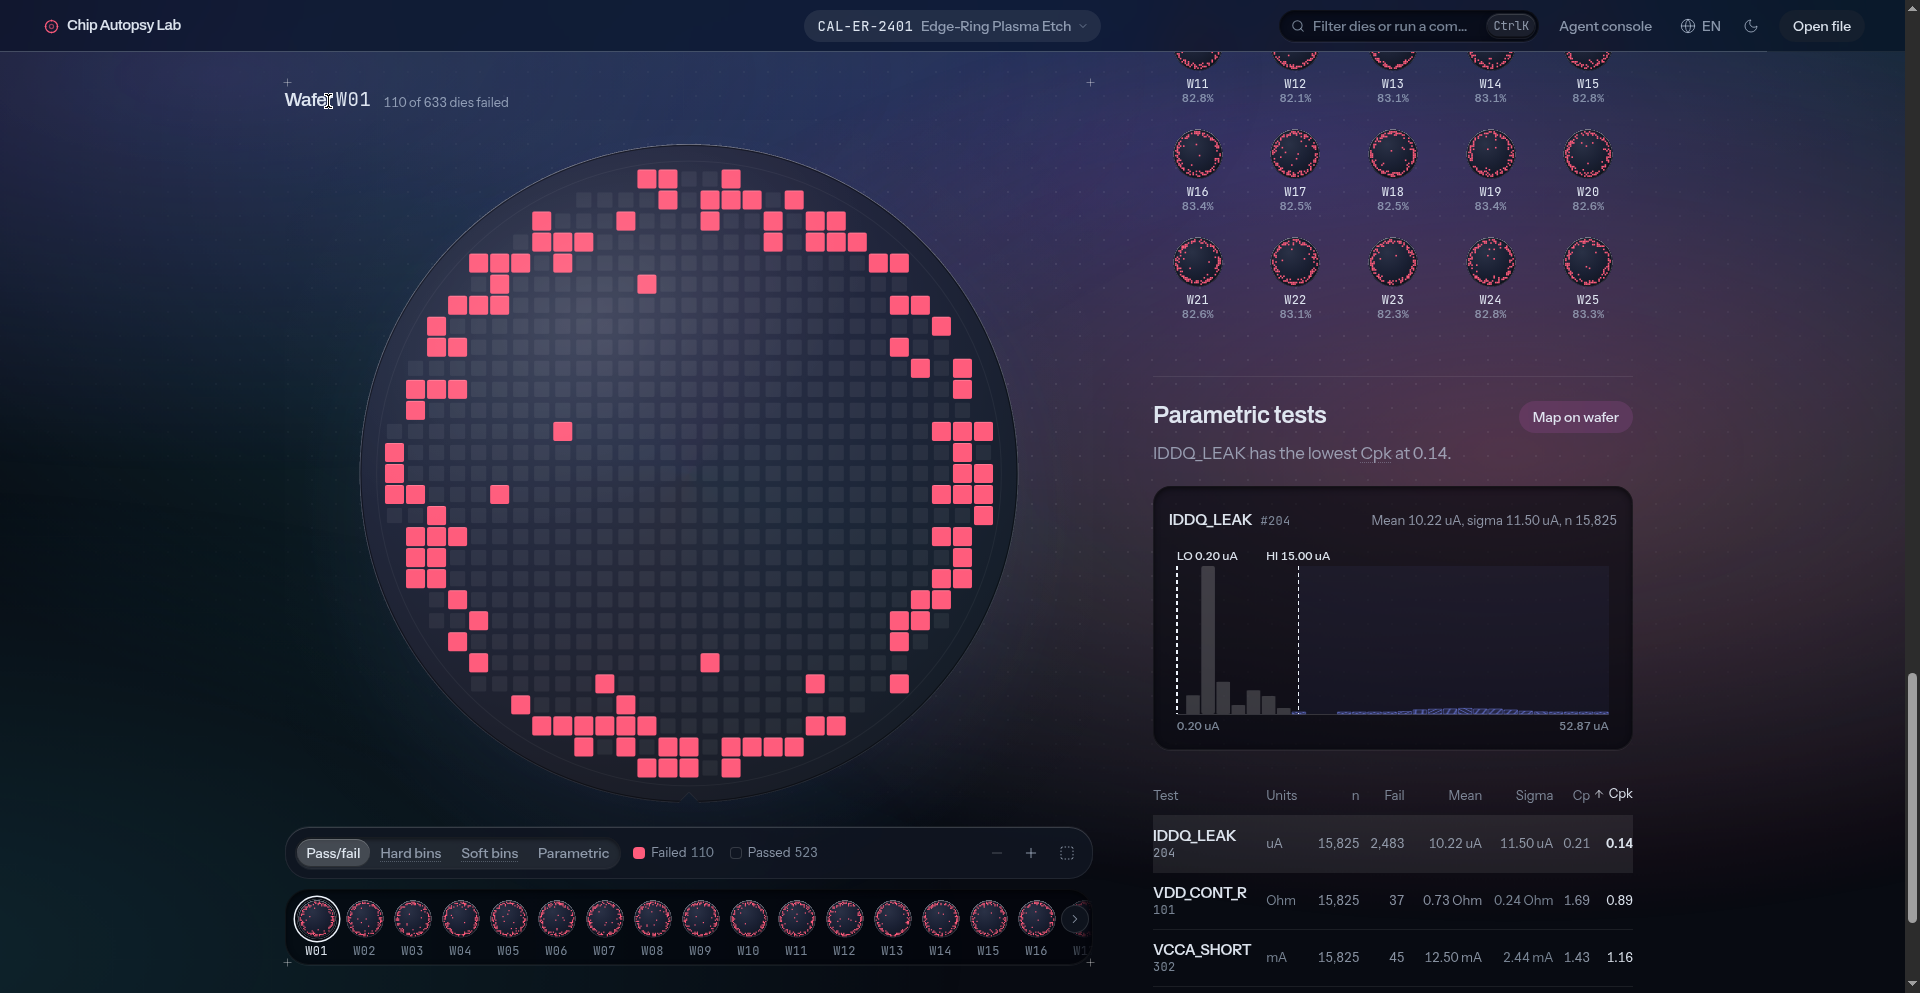 Chip Autopsy Lab
CAL-ER-2401 Edge-Ring Plasma Etch
Filter dies or run a com... CtrlK
Agent console
EN
Open file
Wafer W01 110 of 633 dies failed
W11 W12 W13 W14 W15
82.8% 82.1% 83.1% 83.1% 82.8%
W16 W17 W18 W19 W20
83.4% 82.5% 82.5% 83.4% 82.6%
W21 W22 W23 W24 W25
82.6% 83.1% 82.3% 82.8% 83.3%
Parametric tests
Map on wafer
IDDQ_LEAK has the lowest Cpk at 0.14.
IDDQ_LEAK #204 Mean 10.22 uA, sigma 11.50 uA, n 15,825
LO 0.20 uA HI 15.00 uA
0.20 uA 52.87 uA
Test Units n Fail Mean Sigma Cp ↑ Cpk
IDDQ_LEAK uA 15,825 2,483 10.22 uA 11.50 uA 0.21 0.14
204
VDD_CONT_R Ohm 15,825 37 0.73 Ohm 0.24 Ohm 1.69 0.89
101
VCCA_SHORT mA 15,825 45 12.50 mA 2.44 mA 1.43 1.16
302
Pass/fail Hard bins Soft bins Parametric Failed 110 Passed 523
W01 W02 W03 W04 W05 W06 W07 W08 W09 W10 W11 W12 W13 W14 W15 W16